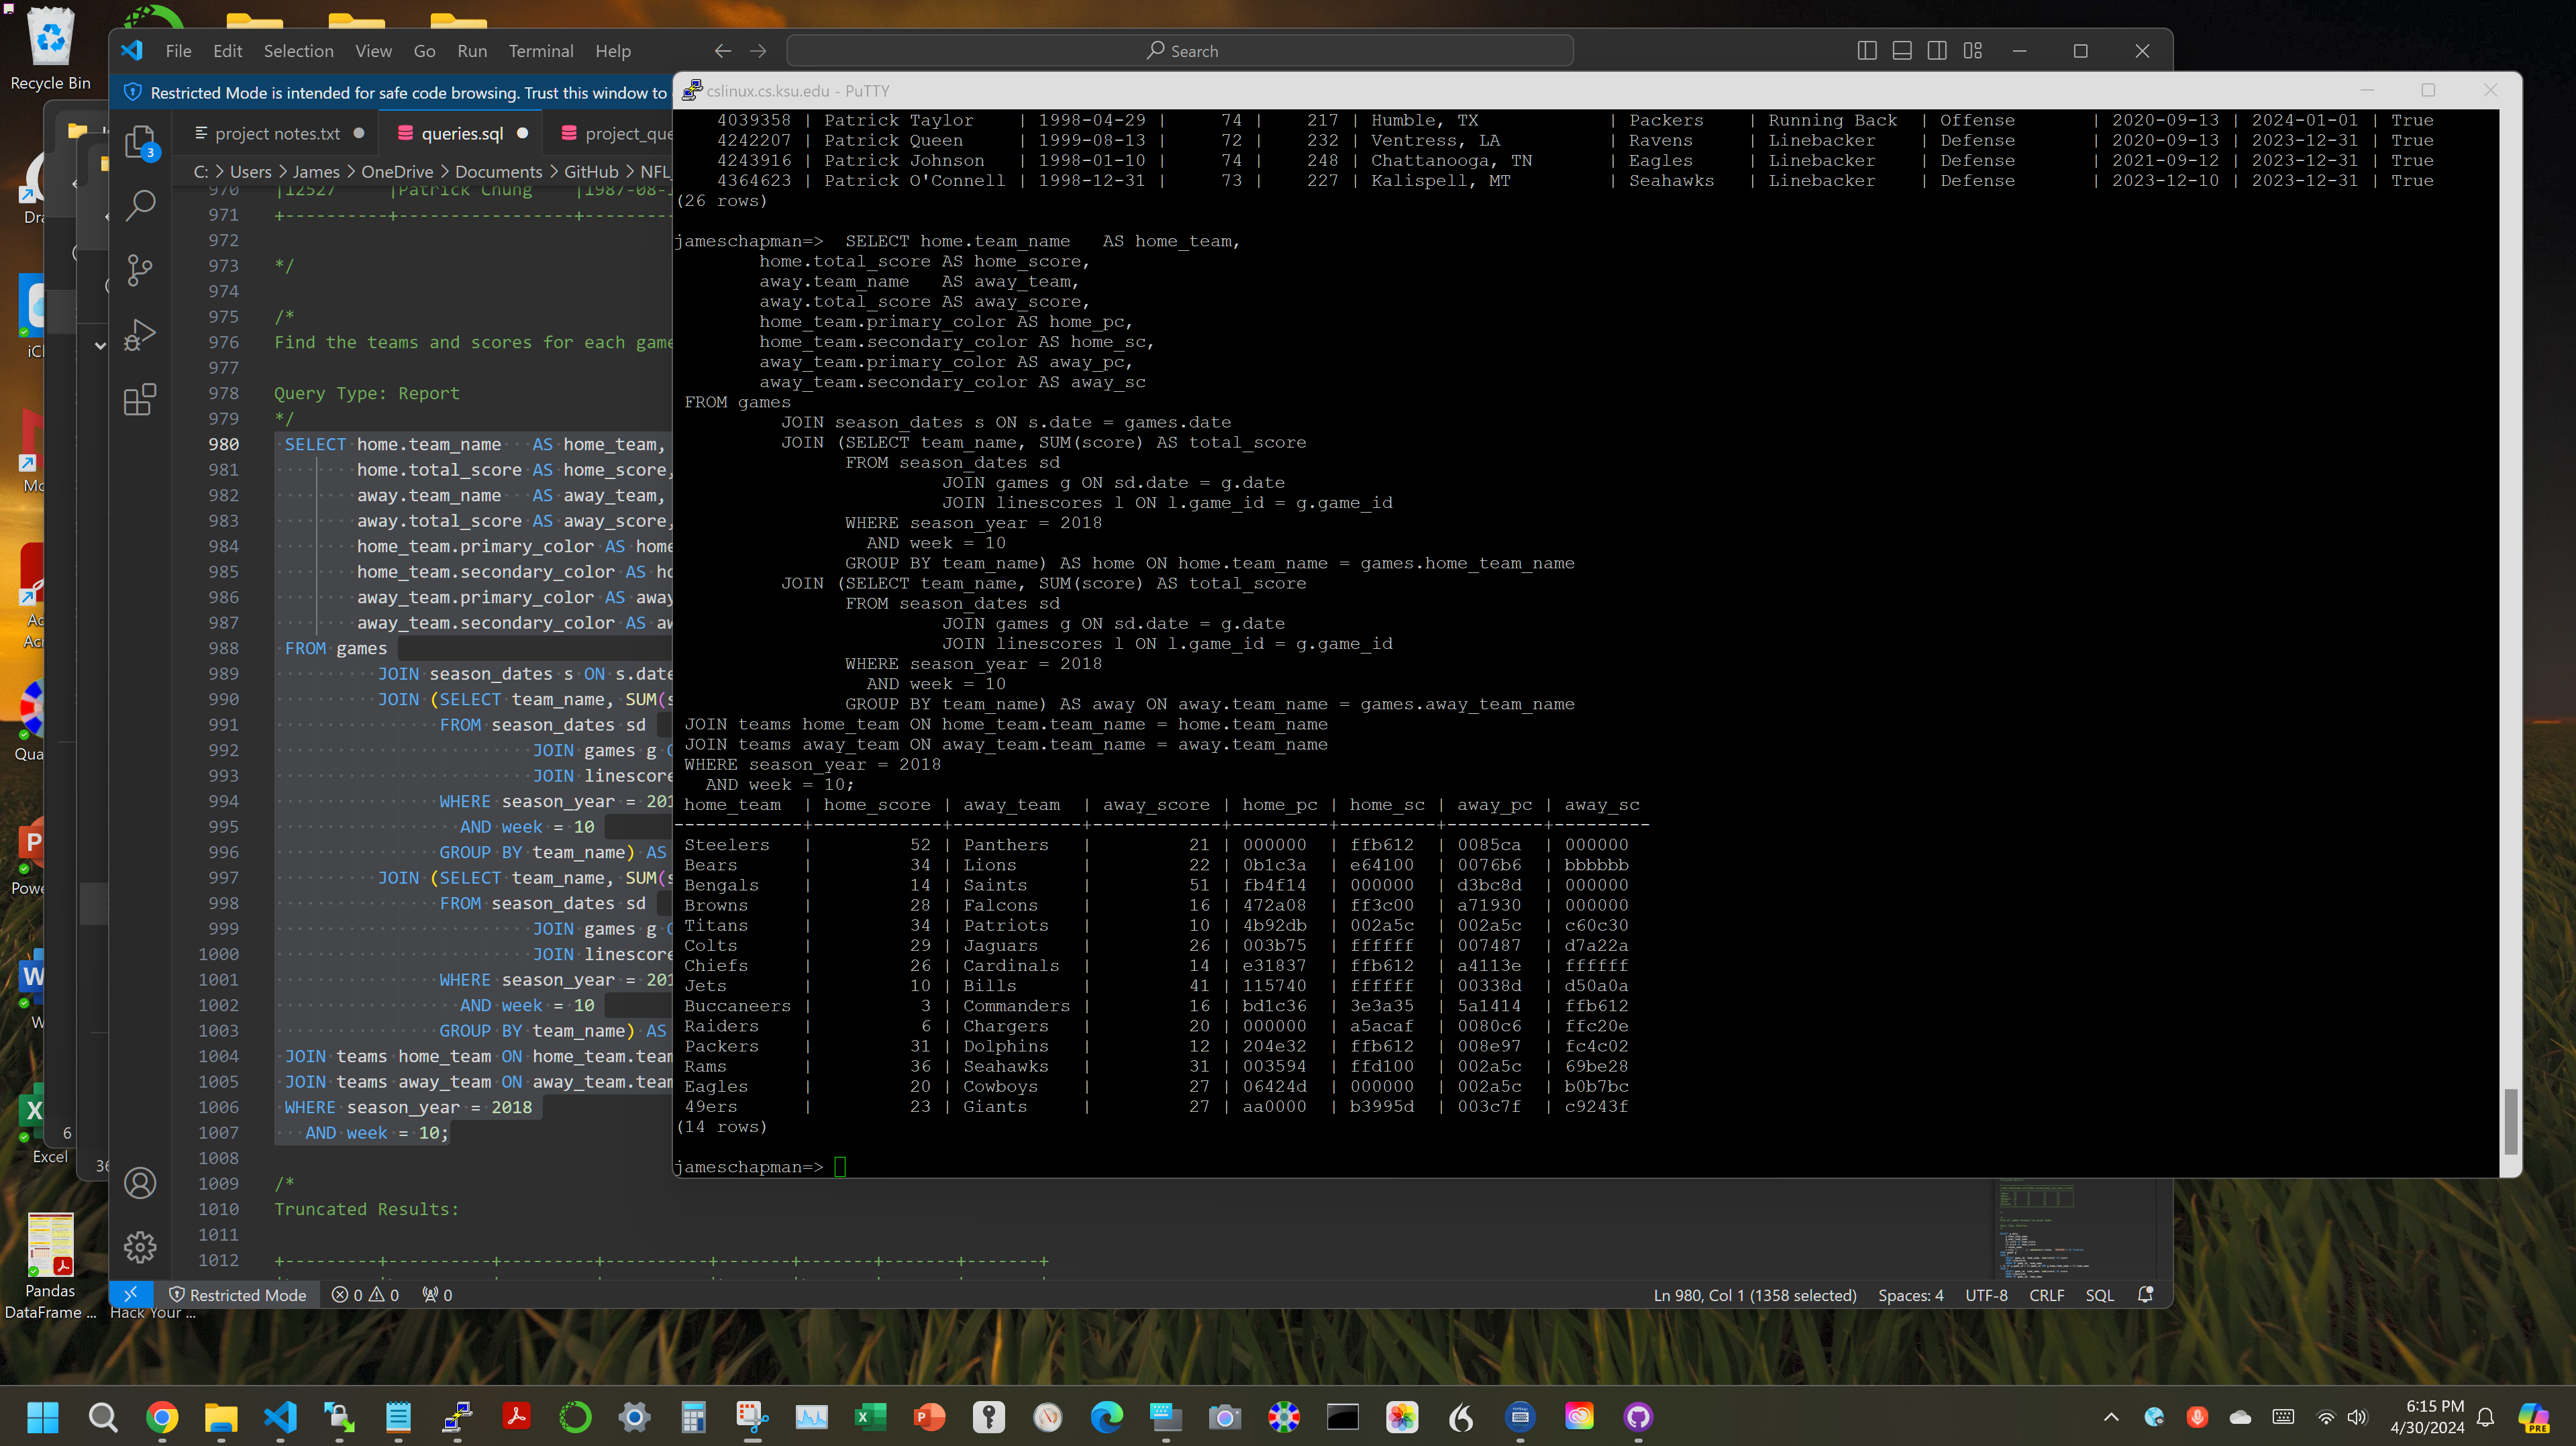 Recycle Bin
File Edit Selection View Go Run Terminal Help
Search
Restricted Mode is intended for safe code browsing. Trust this window to
project notes.txt queries.sql project_que
C: > Users > James > OneDrive > Documents > GitHub > NFL_
970 |12527 |Patrick Chung |1987-08-1
971 +----------+-----------------+---------
972
973 */
974
975 /*
976 Find the teams and scores for each game
977
978 Query Type: Report
979 */
980 SELECT home.team_name AS home_team,
981 home.total_score AS home_score,
982 away.team_name AS away_team,
983 away.total_score AS away_score,
984 home_team.primary_color AS home
985 home_team.secondary_color AS ho
986 away_team.primary_color AS away
987 away_team.secondary_color AS aw
988 FROM games
989 JOIN season_dates s ON s.date
990 JOIN (SELECT team_name, SUM(s
991 FROM season_dates sd
992 JOIN games g O
993 JOIN linescore
994 WHERE season_year = 201
995 AND week = 10
996 GROUP BY team_name) AS
997 JOIN (SELECT team_name, SUM(s
998 FROM season_dates sd
999 JOIN games g O
1000 JOIN linescore
1001 WHERE season_year = 201
1002 AND week = 10
1003 GROUP BY team_name) AS
1004 JOIN teams home_team ON home_team.team
1005 JOIN teams away_team ON away_team.team
1006 WHERE season_year = 2018
1007 AND week = 10;
1008
1009 /*
1010 Truncated Results:
1011
1012 +---------+----------+---------+----------+-------+-------+-------+-------+
Restricted Mode 0 0 0
Ln 980, Col 1 (1358 selected) Spaces: 4 UTF-8 CRLF SQL
cslinux.cs.ksu.edu - PuTTY
4039358 | Patrick Taylor | 1998-04-29 | 74 | 217 | Humble, TX | Packers | Running Back | Offense | 2020-09-13 | 2024-01-01 | True
4242207 | Patrick Queen | 1999-08-13 | 72 | 232 | Ventress, LA | Ravens | Linebacker | Defense | 2020-09-13 | 2023-12-31 | True
4243916 | Patrick Johnson | 1998-01-10 | 74 | 248 | Chattanooga, TN | Eagles | Linebacker | Defense | 2021-09-12 | 2023-12-31 | True
4364623 | Patrick O'Connell | 1998-12-31 | 73 | 227 | Kalispell, MT | Seahawks | Linebacker | Defense | 2023-12-10 | 2023-12-31 | True
(26 rows)
jameschapman=> SELECT home.team_name AS home_team,
home.total_score AS home_score,
away.team_name AS away_team,
away.total_score AS away_score,
home_team.primary_color AS home_pc,
home_team.secondary_color AS home_sc,
away_team.primary_color AS away_pc,
away_team.secondary_color AS away_sc
FROM games
JOIN season_dates s ON s.date = games.date
JOIN (SELECT team_name, SUM(score) AS total_score
FROM season_dates sd
JOIN games g ON sd.date = g.date
JOIN linescores l ON l.game_id = g.game_id
WHERE season_year = 2018
AND week = 10
GROUP BY team_name) AS home ON home.team_name = games.home_team_name
JOIN (SELECT team_name, SUM(score) AS total_score
FROM season_dates sd
JOIN games g ON sd.date = g.date
JOIN linescores l ON l.game_id = g.game_id
WHERE season_year = 2018
AND week = 10
GROUP BY team_name) AS away ON away.team_name = games.away_team_name
JOIN teams home_team ON home_team.team_name = home.team_name
JOIN teams away_team ON away_team.team_name = away.team_name
WHERE season_year = 2018
AND week = 10;
home_team | home_score | away_team | away_score | home_pc | home_sc | away_pc | away_sc
------------+------------+------------+------------+---------+---------+---------+---------
Steelers | 52 | Panthers | 21 | 000000 | ffb612 | 0085ca | 000000
Bears | 34 | Lions | 22 | 0b1c3a | e64100 | 0076b6 | bbbbbb
Bengals | 14 | Saints | 51 | fb4f14 | 000000 | d3bc8d | 000000
Browns | 28 | Falcons | 16 | 472a08 | ff3c00 | a71930 | 000000
Titans | 34 | Patriots | 10 | 4b92db | 002a5c | 002a5c | c60c30
Colts | 29 | Jaguars | 26 | 003b75 | ffffff | 007487 | d7a22a
Chiefs | 26 | Cardinals | 14 | e31837 | ffb612 | a4113e | ffffff
Jets | 10 | Bills | 41 | 115740 | ffffff | 00338d | d50a0a
Buccaneers | 3 | Commanders | 16 | bd1c36 | 3e3a35 | 5a1414 | ffb612
Raiders | 6 | Chargers | 20 | 000000 | a5acaf | 0080c6 | ffc20e
Packers | 31 | Dolphins | 12 | 204e32 | ffb612 | 008e97 | fc4c02
Rams | 36 | Seahawks | 31 | 003594 | ffd100 | 002a5c | 69be28
Eagles | 20 | Cowboys | 27 | 06424d | 000000 | 002a5c | b0b7bc
49ers | 23 | Giants | 27 | aa0000 | b3995d | 003c7f | c9243f
(14 rows)
jameschapman=>
Dra
iCl
Mc
Ac
Acr
Qua
Powe
W
Excel
Pandas
DataFrame ...
Hack Your ...
6
36
3
6:15 PM
4/30/2024
PRE